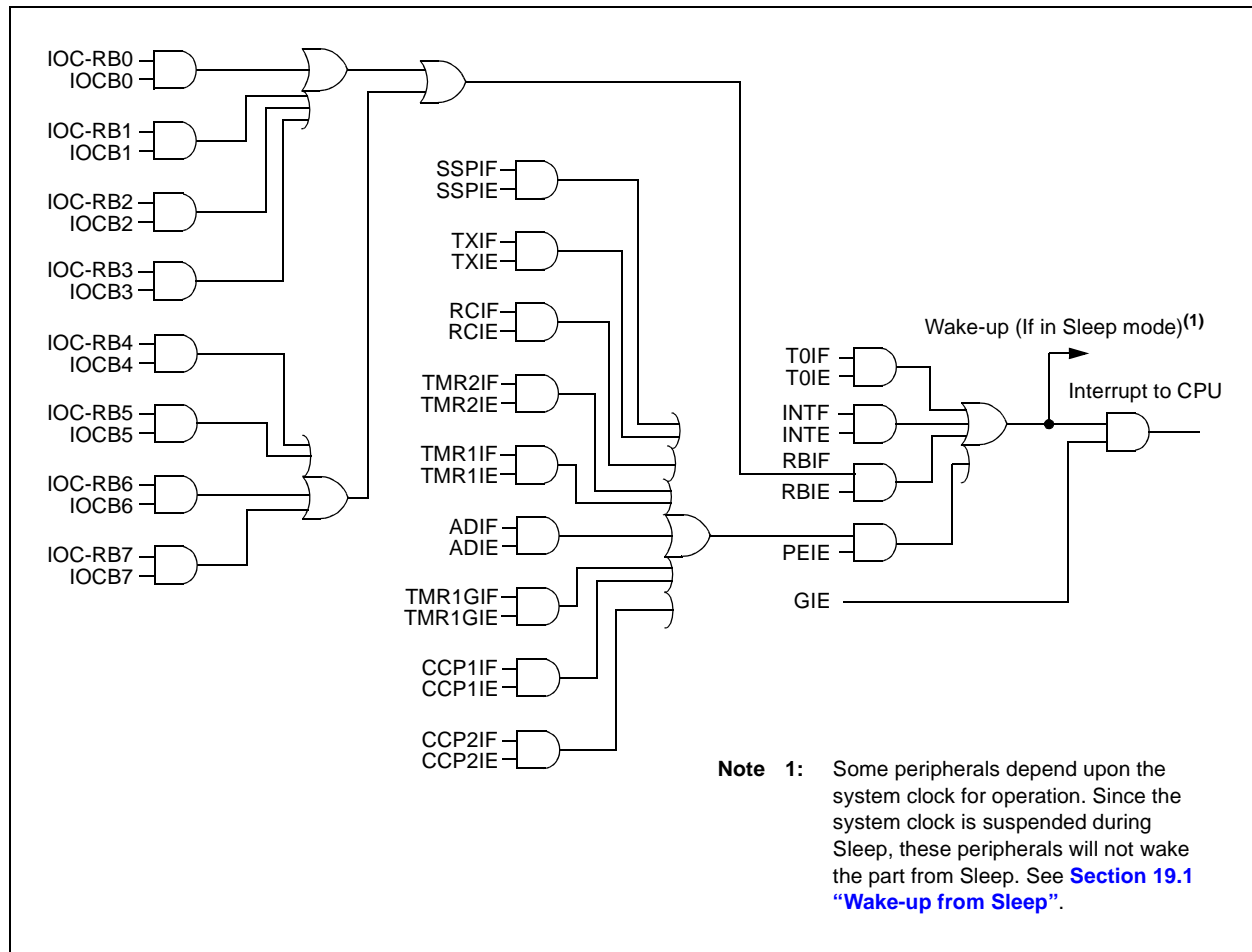 IOC-RB0
IOCB0
IOC-RB1
IOCB1
IOC-RB2
IOCB2
IOC-RB3
IOCB3
IOC-RB4
IOCB4
IOC-RB5
IOCB5
IOC-RB6
IOCB6
IOC-RB7
IOCB7
SSPIF
SSPIE
TXIF
TXIE
RCIF
RCIE
TMR2IF
TMR2IE
TMR1IF
TMR1IE
ADIF
ADIE
TMR1GIF
TMR1GIE
CCP1IF
CCP1IE
CCP2IF
CCP2IE
Wake-up (If in Sleep mode)(1)
T0IF
T0IE
Interrupt to CPU
INTF
INTE
RBIF
RBIE
PEIE
GIE
Note 1: Some peripherals depend upon the
system clock for operation. Since the
system clock is suspended during
Sleep, these peripherals will not wake
the part from Sleep. See Section 19.1
“Wake-up from Sleep”.